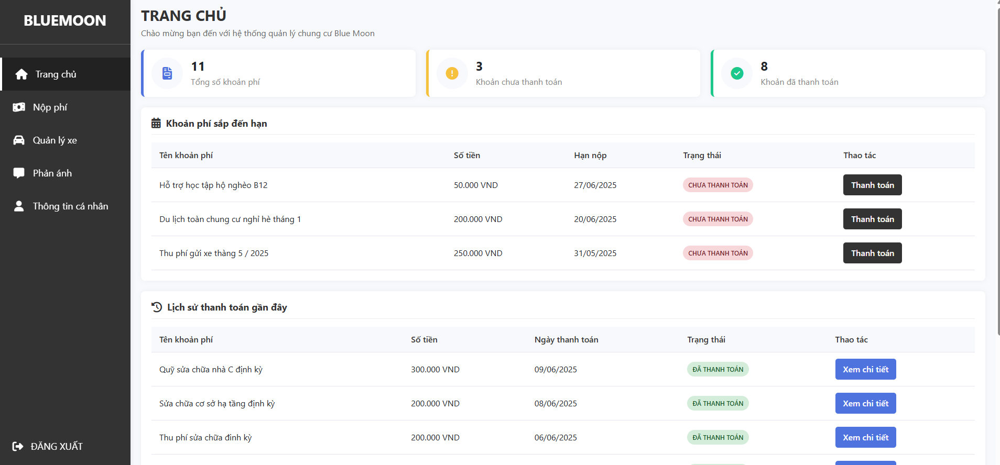 BLUEMOON
Trang chủ
Nộp phí
Quản lý xe
Phản ánh
Thông tin cá nhân
ĐĂNG XUẤT
TRANG CHỦ
Chào mừng bạn đến với hệ thống quản lý chung cư Blue Moon
11
Tổng số khoản phí
3
Khoản chưa thanh toán
8
Khoản đã thanh toán
Khoản phí sắp đến hạn
Tên khoản phí Số tiền Hạn nộp Trạng thái Thao tác
Hỗ trợ học tập hộ nghèo B12 50.000 VND 27/06/2025 CHƯA THANH TOÁN Thanh toán
Du lịch toàn chung cư nghỉ hè tháng 1 200.000 VND 20/06/2025 CHƯA THANH TOÁN Thanh toán
Thu phí gửi xe thàng 5 / 2025 250.000 VND 31/05/2025 CHƯA THANH TOÁN Thanh toán
Lịch sử thanh toán gần đây
Tên khoản phí Số tiền Ngày thanh toán Trạng thái Thao tác
Quỹ sửa chữa nhà C định kỳ 300.000 VND 09/06/2025 ĐÃ THANH TOÁN Xem chi tiết
Sửa chữa cơ sở hạ tầng định kỳ 200.000 VND 08/06/2025 ĐÃ THANH TOÁN Xem chi tiết
Thu phí sửa chữa đinh kỳ 200.000 VND 06/06/2025 ĐÃ THANH TOÁN Xem chi tiết